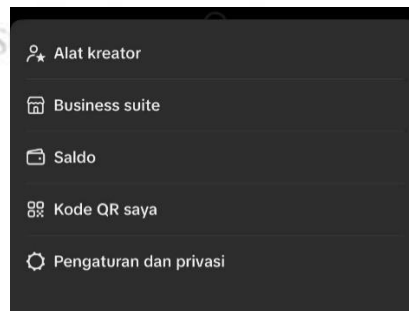 Alat kreator
Business suite
Saldo
Kode QR saya
Pengaturan dan privasi